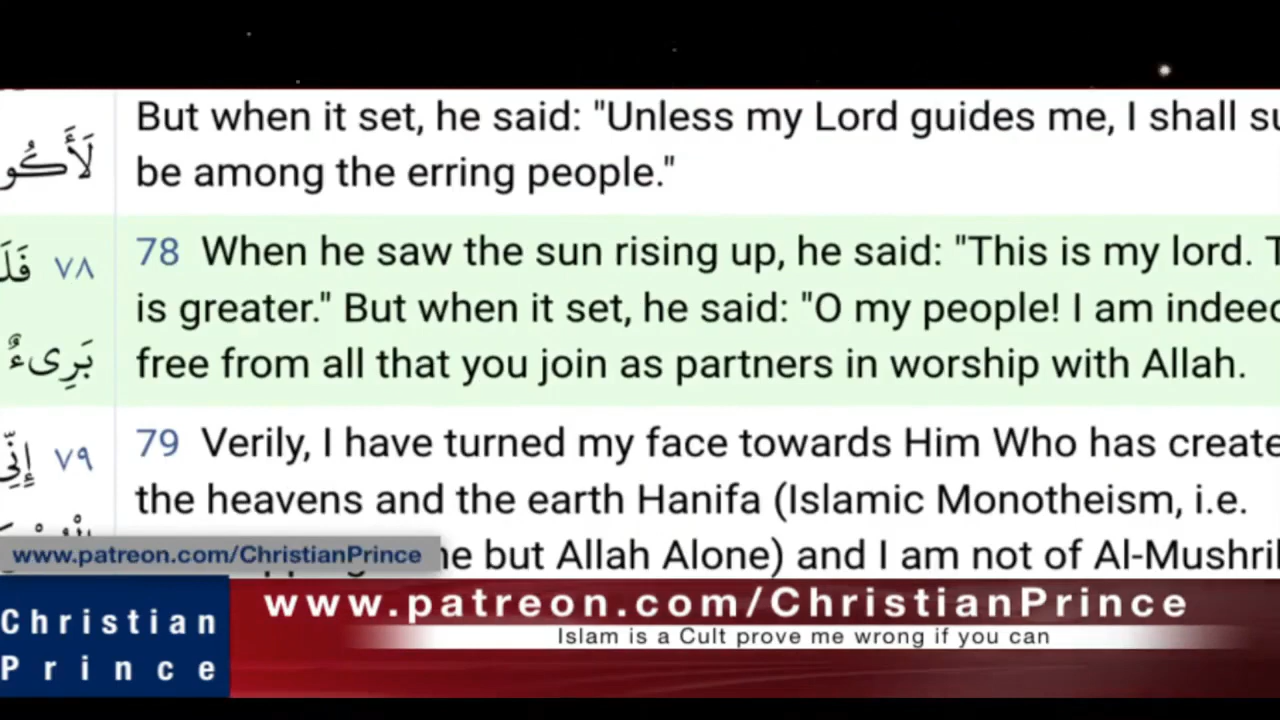 But when it set, he said: "Unless my Lord guides me, I shall su
be among the erring people."
لَأَكُو
78 When he saw the sun rising up, he said: "This is my lord. T
is greater." But when it set, he said: "O my people! I am indeed
free from all that you join as partners in worship with Allah.
٧٨ فَلَ
بَرِىءٌ
79 Verily, I have turned my face towards Him Who has create
the heavens and the earth Hanifa (Islamic Monotheism, i.e.
ne but Allah Alone) and I am not of Al-Mushrik
٧٩ إِنِّى
www.patreon.com/ChristianPrince
Christian
Prince
www.patreon.com/ChristianPrince
Islam is a Cult prove me wrong if you can